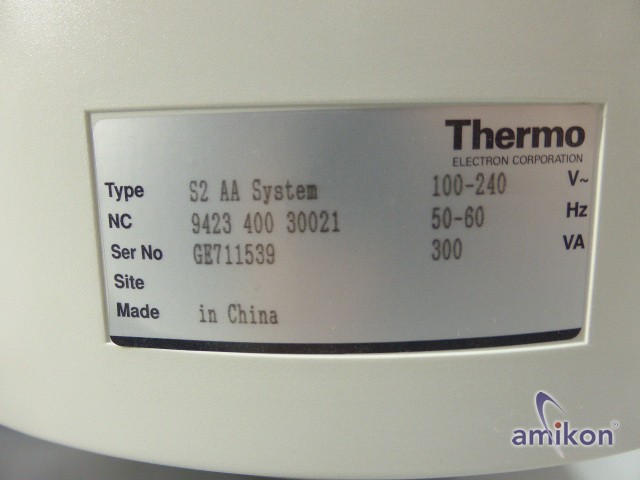 Thermo
ELECTRON CORPORATION
Type S2 AA System 100-240 V~
NC 9423 400 30021 50-60 Hz
Ser No GE711539 300 VA
Site
Made in China
amikon®